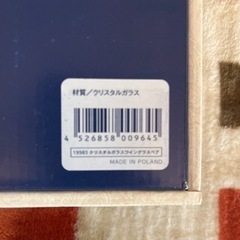 材質／クリスタルガラス
4 526858 009645
19983 クリスタルガラスワイングラスペア
MADE IN POLAND